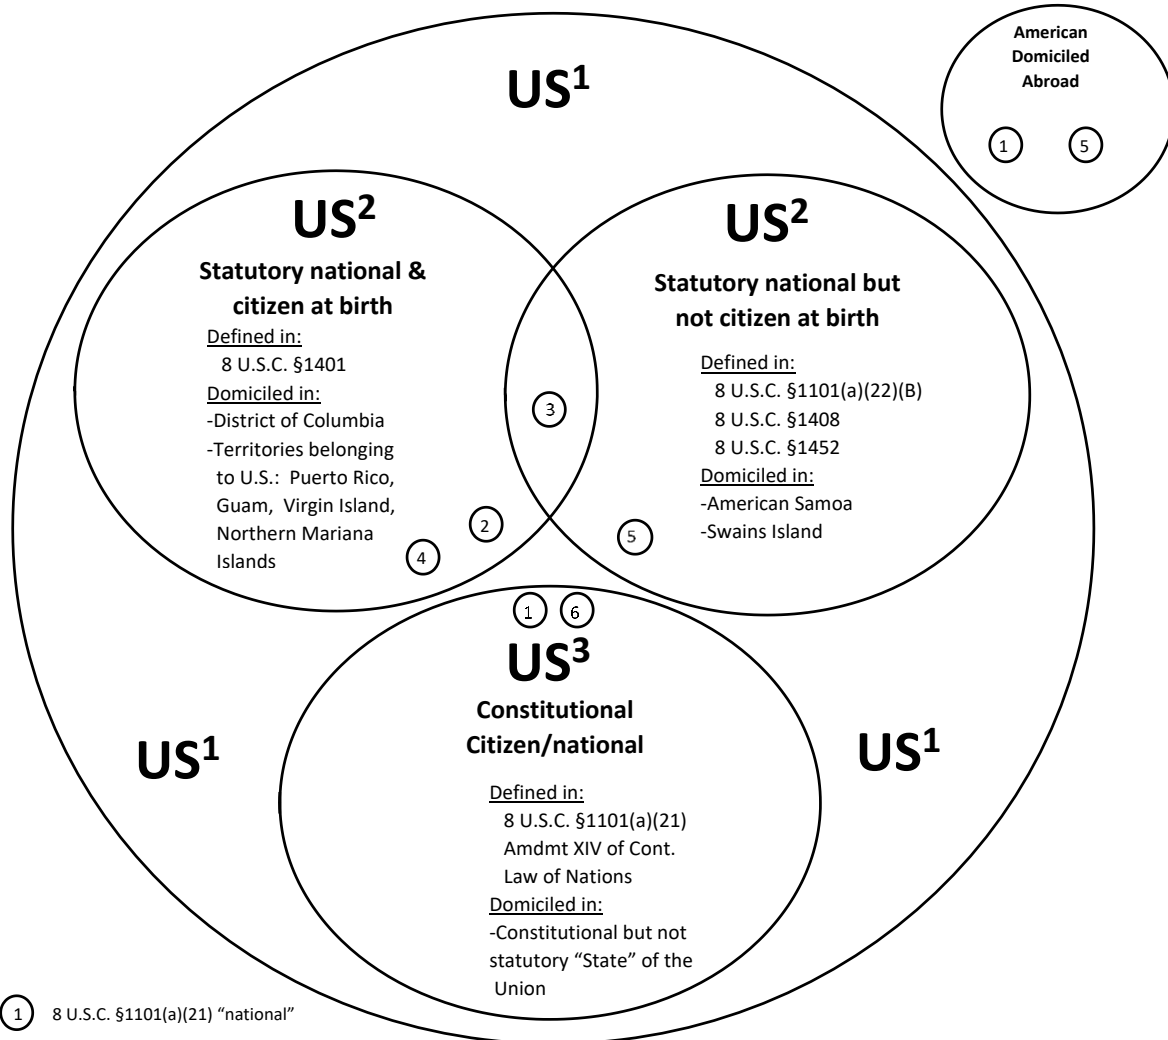 American
Domiciled
Abroad
1 5
US¹
US²
Statutory national &
citizen at birth
Defined in:
8 U.S.C. §1401
Domiciled in:
-District of Columbia
-Territories belonging
to U.S.: Puerto Rico,
Guam, Virgin Island,
Northern Mariana
Islands
2
4
3
US²
Statutory national but
not citizen at birth
Defined in:
8 U.S.C. §1101(a)(22)(B)
8 U.S.C. §1408
8 U.S.C. §1452
Domiciled in:
-American Samoa
-Swains Island
5
1 6
US³
Constitutional
Citizen/national
Defined in:
8 U.S.C. §1101(a)(21)
Amdmt XIV of Cont.
Law of Nations
Domiciled in:
-Constitutional but not
statutory “State” of the
Union
US¹
US¹
1 8 U.S.C. §1101(a)(21) “national”